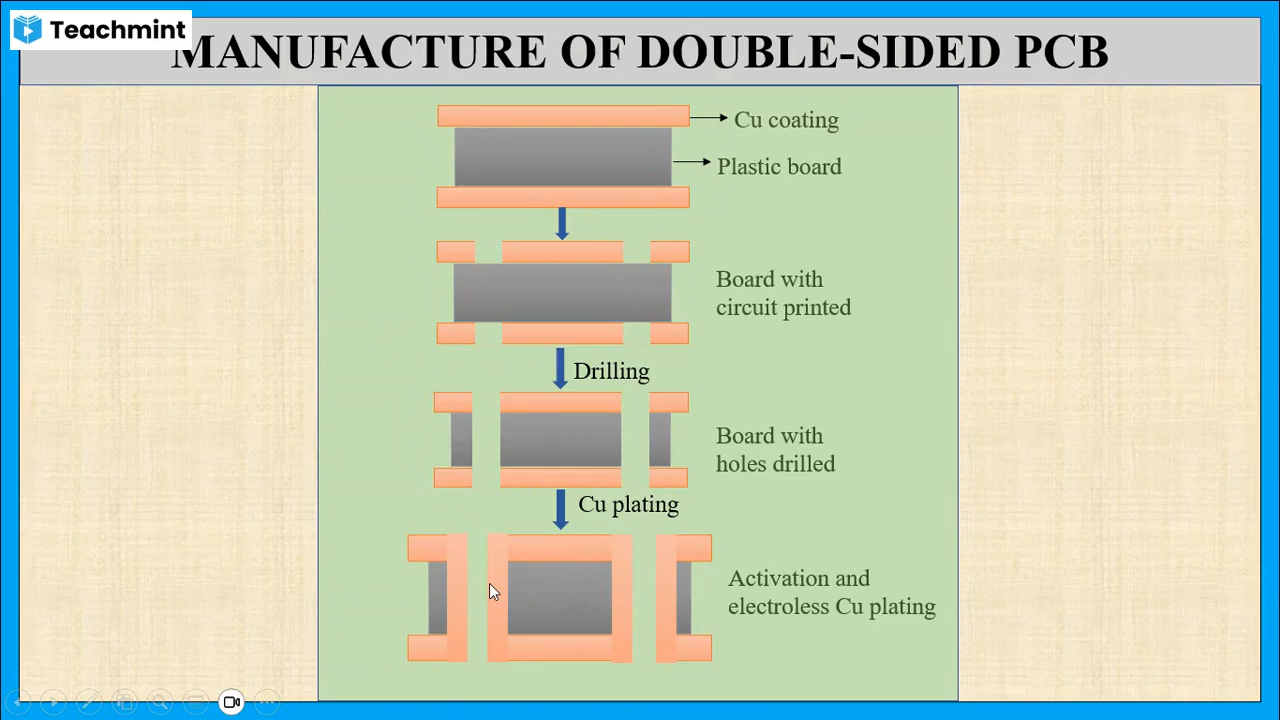 Teachmint
MANUFACTURE OF DOUBLE-SIDED PCB
Cu coating
Plastic board
Board with
circuit printed
Drilling
Board with
holes drilled
Cu plating
Activation and
electroless Cu plating